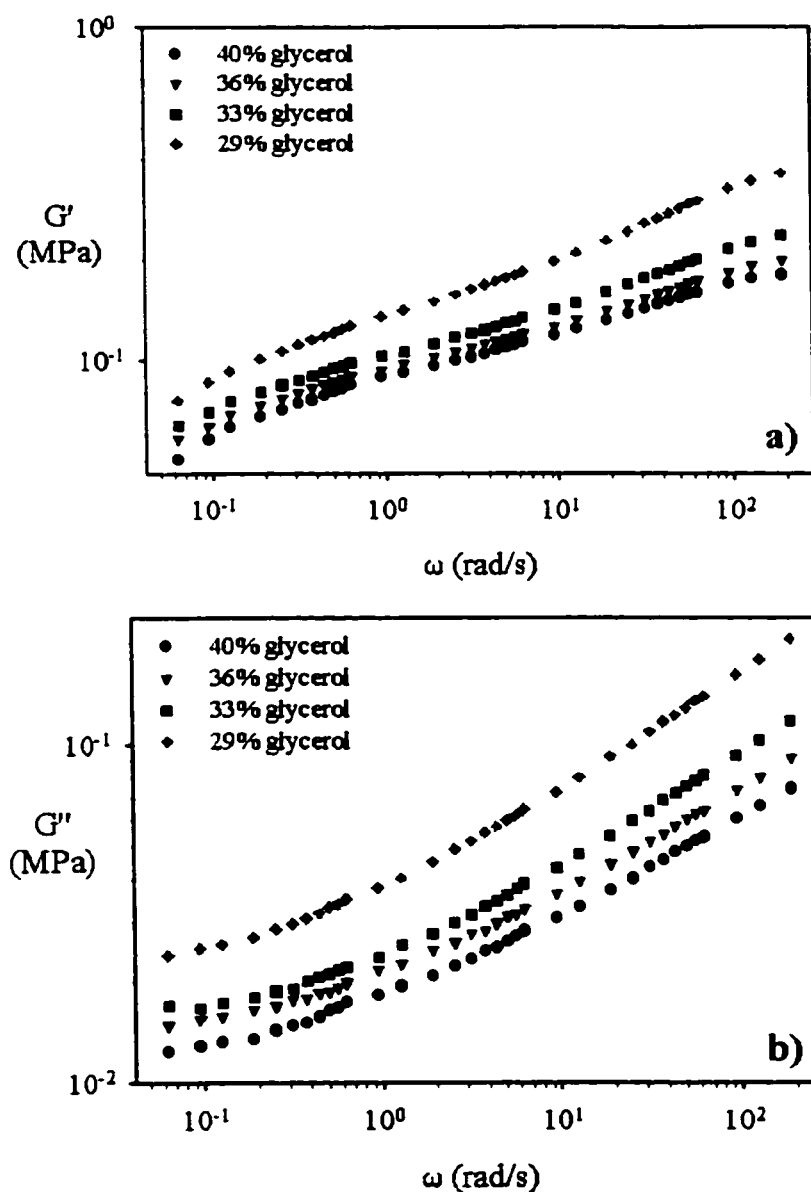 10⁰
40% glycerol
36% glycerol
33% glycerol
29% glycerol
G'
(MPa)
10⁻¹
a)
10⁻¹ 10⁰ 10¹ 10²
ω (rad/s)
40% glycerol
36% glycerol
33% glycerol
29% glycerol
10⁻¹
G''
(MPa)
b)
10⁻²
10⁻¹ 10⁰ 10¹ 10²
ω (rad/s)